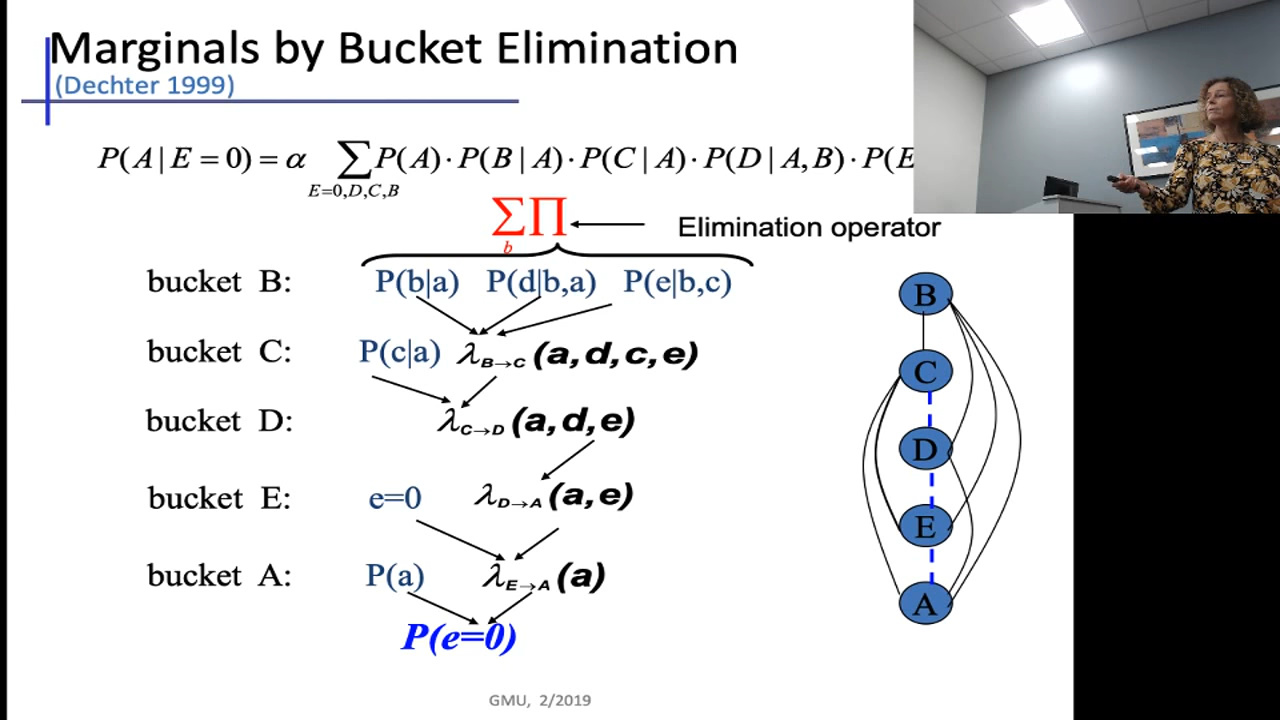 Marginals by Bucket Elimination
(Dechter 1999)
P(A | E = 0) = α ∑ P(A) · P(B | A) · P(C | A) · P(D | A, B) · P(E
E=0,D,C,B
∑∏ Elimination operator
b
bucket B: P(b|a) P(d|b,a) P(e|b,c)
bucket C: P(c|a) λB→C (a, d, c, e)
bucket D: λC→D (a, d, e)
bucket E: e=0 λD→A (a, e)
bucket A: P(a) λE→A (a)
P(e=0)
B
C
D
E
A
GMU, 2/2019